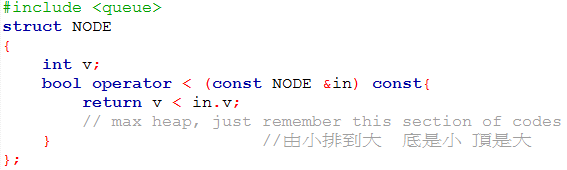 #include <queue>
struct NODE
{
    int v;
    bool operator < (const NODE &in) const{
        return v < in.v;
        // max heap, just remember this section of codes
    }                     //由小排到大  底是小 頂是大
};